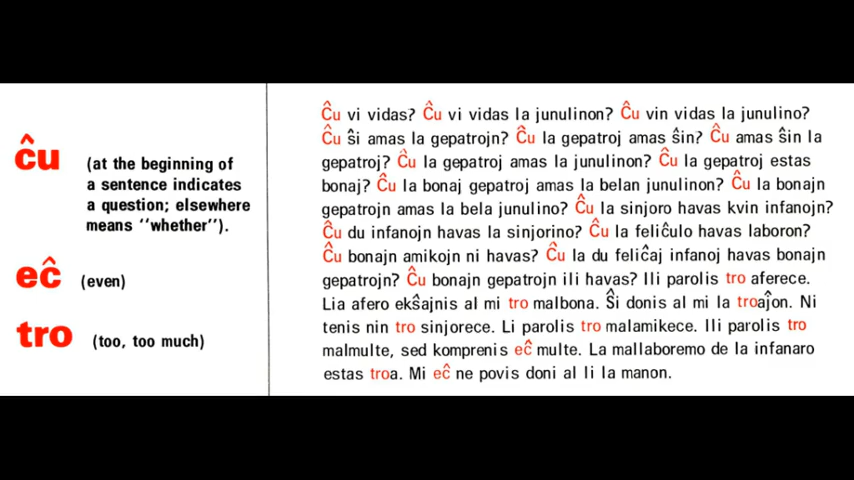 ĉu
(at the beginning of
a sentence indicates
a question; elsewhere
means "whether").
eĉ
(even)
tro
(too, too much)
Ĉu vi vidas? Ĉu vi vidas la junulinon? Ĉu vin vidas la junulino?
Ĉu ŝi amas la gepatrojn? Ĉu la gepatroj amas ŝin? Ĉu amas ŝin la
gepatroj? Ĉu la gepatroj amas la junulinon? Ĉu la gepatroj estas
bonaj? Ĉu la bonaj gepatroj amas la belan junulinon? Ĉu la bonajn
gepatrojn amas la bela junulino? Ĉu la sinjoro havas kvin infanojn?
Ĉu du infanojn havas la sinjorino? Ĉu la feliĉulo havas laboron?
Ĉu bonajn amikojn ni havas? Ĉu la du feliĉaj infanoj havas bonajn
gepatrojn? Ĉu bonajn gepatrojn ili havas? Ili parolis tro aferece.
Lia afero ekŝajnis al mi tro malbona. Ŝi donis al mi la troaĵon. Ni
tenis nin tro sinjorece. Li parolis tro malamikece. Ili parolis tro
malmulte, sed komprenis eĉ multe. La mallaboremo de la infanaro
estas troa. Mi eĉ ne povis doni al li la manon.